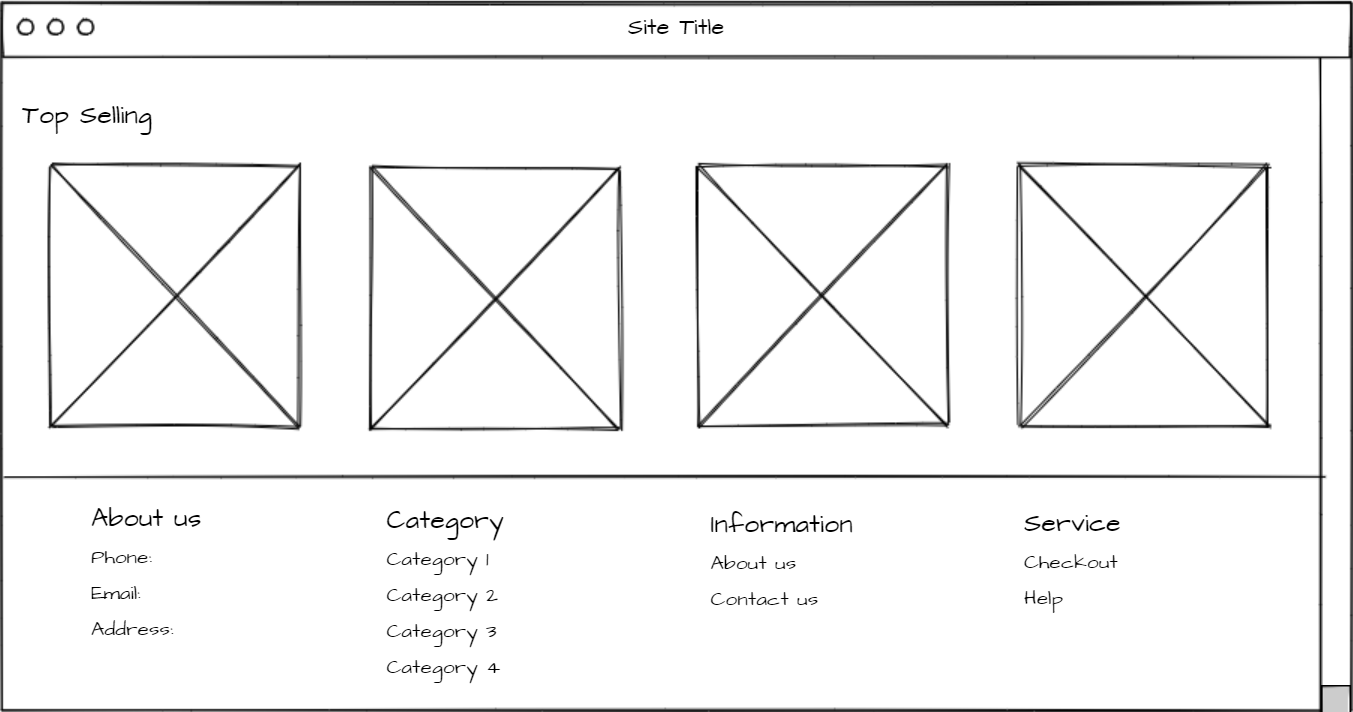 Site Title
Top Selling
About us
Phone:
Email:
Address:
Category
Category 1
Category 2
Category 3
Category 4
Information
About us
Contact us
Service
Checkout
Help